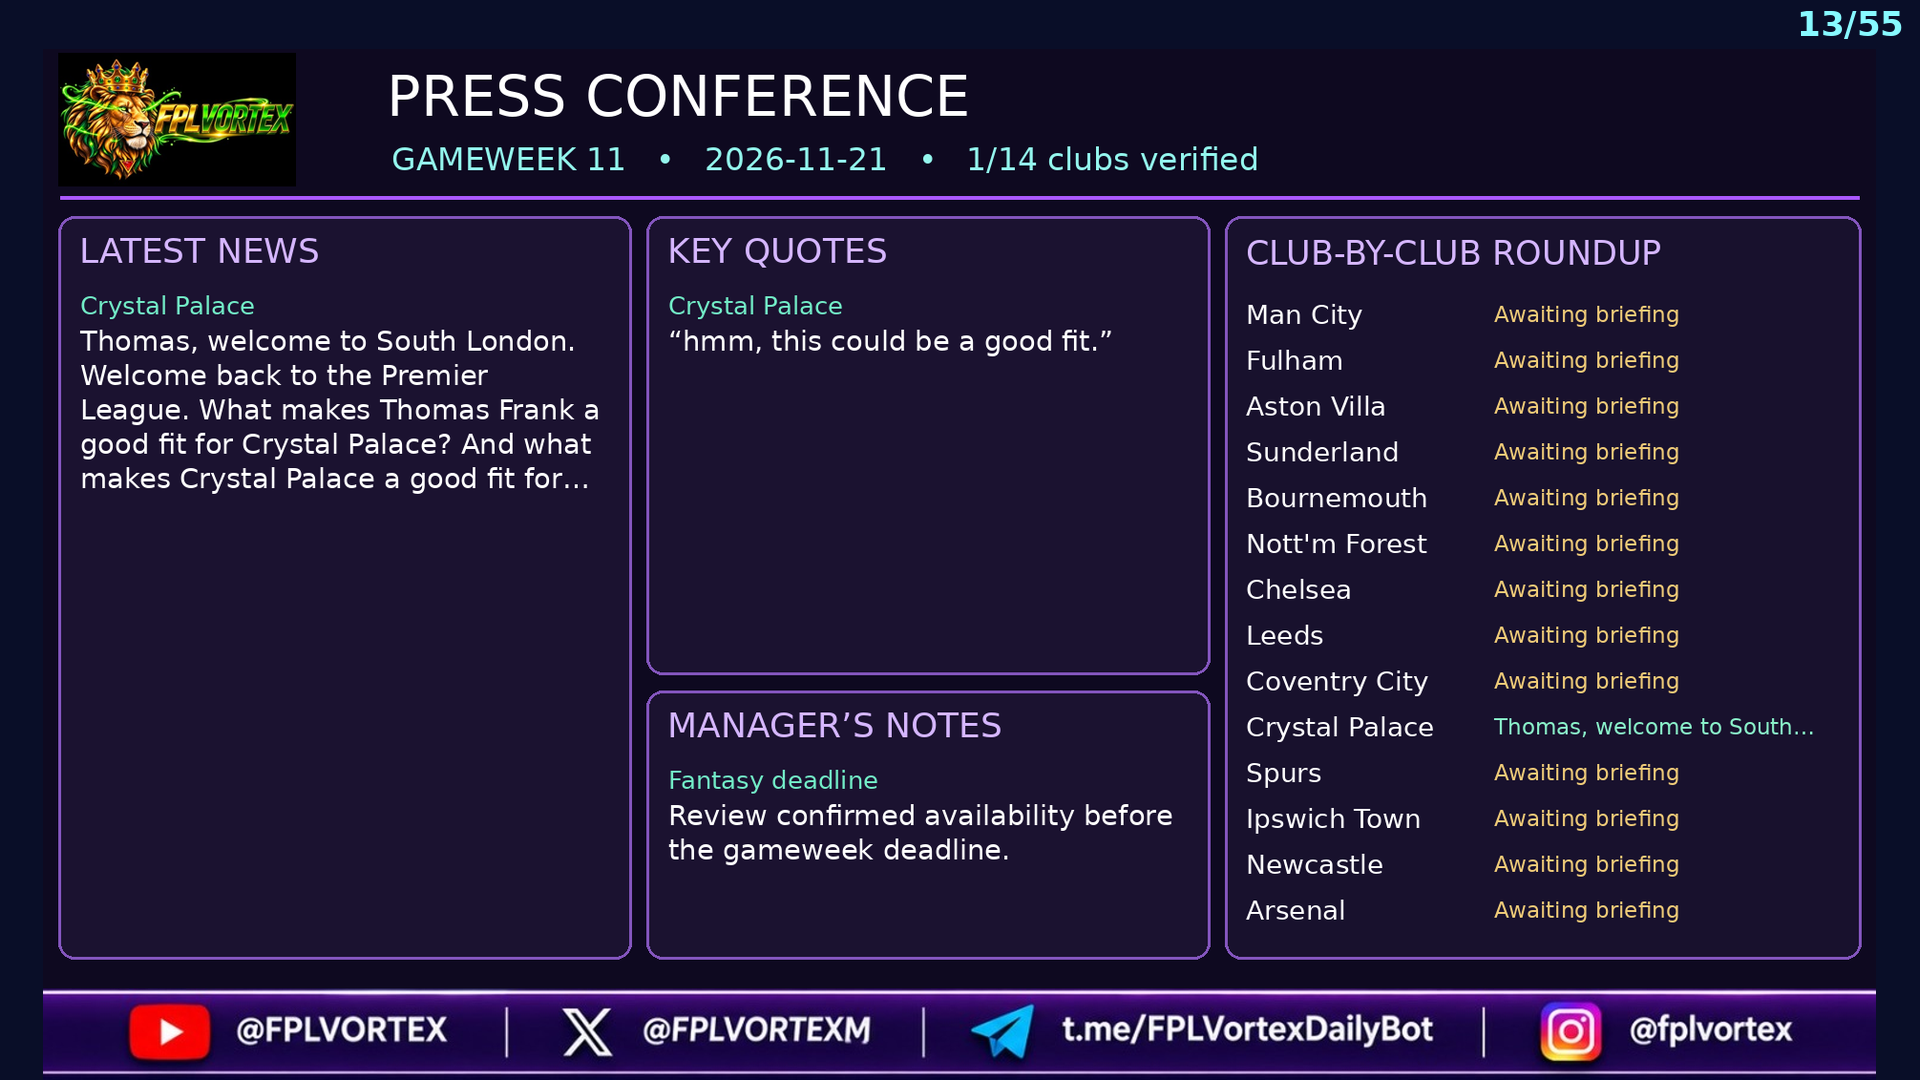 13/55
FPLVORTEX
PRESS CONFERENCE
GAMEWEEK 11 • 2026-11-21 • 1/14 clubs verified
LATEST NEWS
Crystal Palace
Thomas, welcome to South London.
Welcome back to the Premier
League. What makes Thomas Frank a
good fit for Crystal Palace? And what
makes Crystal Palace a good fit for…
KEY QUOTES
Crystal Palace
“hmm, this could be a good fit.”
MANAGER’S NOTES
Fantasy deadline
Review confirmed availability before
the gameweek deadline.
CLUB-BY-CLUB ROUNDUP
Man City Awaiting briefing
Fulham Awaiting briefing
Aston Villa Awaiting briefing
Sunderland Awaiting briefing
Bournemouth Awaiting briefing
Nott'm Forest Awaiting briefing
Chelsea Awaiting briefing
Leeds Awaiting briefing
Coventry City Awaiting briefing
Crystal Palace Thomas, welcome to South…
Spurs Awaiting briefing
Ipswich Town Awaiting briefing
Newcastle Awaiting briefing
Arsenal Awaiting briefing
@FPLVORTEX @FPLVORTEXM t.me/FPLVortexDailyBot @fplvortex